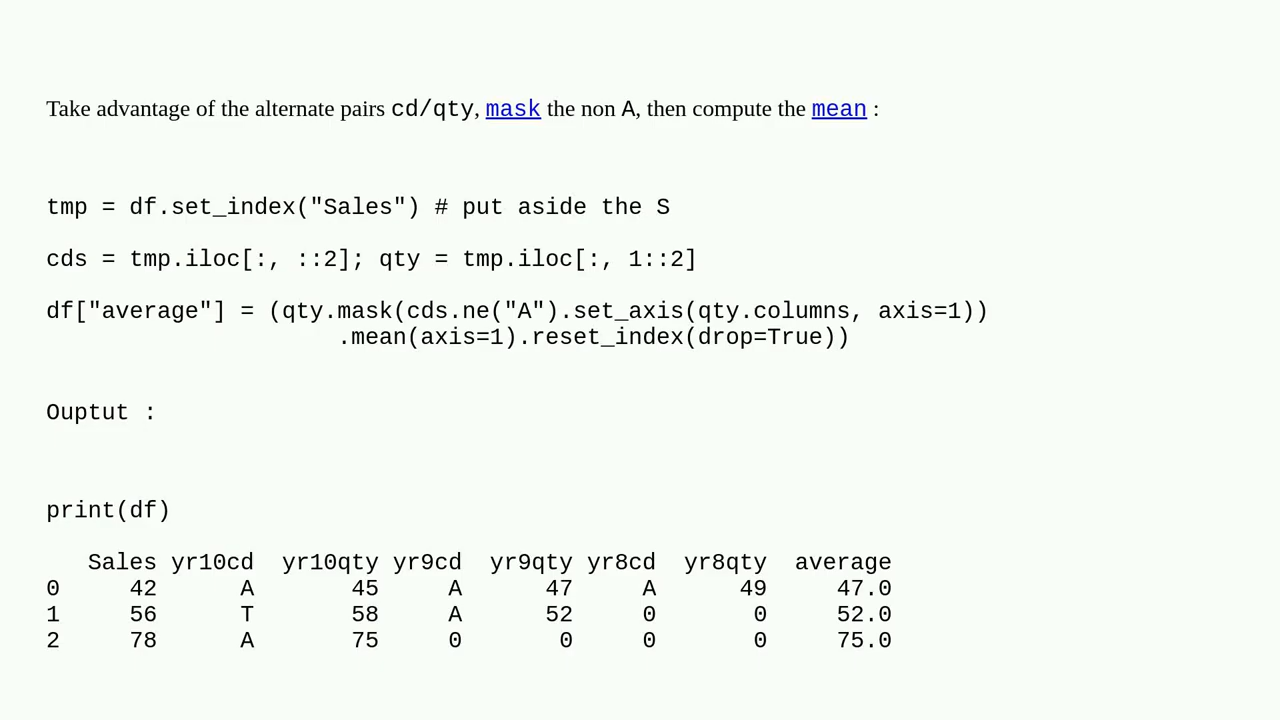 Take advantage of the alternate pairs cd/qty, mask the non A, then compute the mean :
tmp = df.set_index("Sales") # put aside the S
cds = tmp.iloc[:, ::2]; qty = tmp.iloc[:, 1::2]
df["average"] = (qty.mask(cds.ne("A").set_axis(qty.columns, axis=1))
                     .mean(axis=1).reset_index(drop=True))
Ouptut :
print(df)
   Sales yr10cd  yr10qty yr9cd  yr9qty yr8cd  yr8qty  average
0     42      A       45     A      47     A      49     47.0
1     56      T       58     A      52     0       0     52.0
2     78      A       75     0       0     0       0     75.0